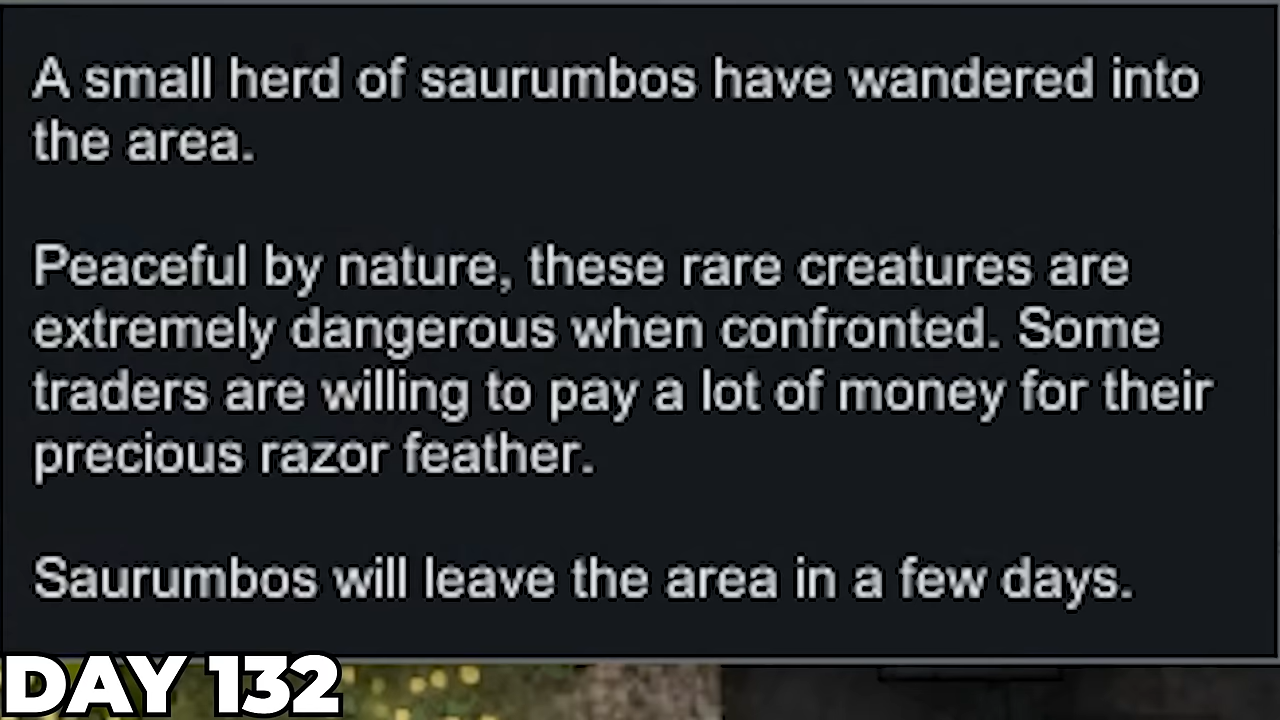 A small herd of saurumbos have wandered into
the area.
Peaceful by nature, these rare creatures are
extremely dangerous when confronted. Some
traders are willing to pay a lot of money for their
precious razor feather.
Saurumbos will leave the area in a few days.
DAY 132